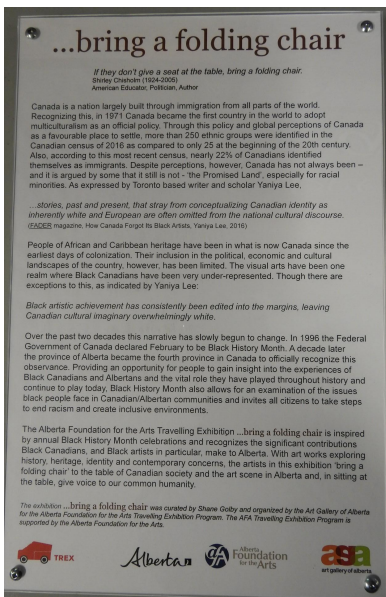 ...bring a folding chair
If they don't give a seat at the table, bring a folding chair.
Shirley Chisholm (1924-2005)
American Educator, Politician, Author
Canada is a nation largely built through immigration from all parts of the world.
Recognizing this, in 1971 Canada became the first country in the world to adopt
multiculturalism as an official policy. Through this policy and global perceptions of Canada
as a favourable place to settle, more than 250 ethnic groups were identified in the
Canadian census of 2016 as compared to only 25 at the beginning of the 20th century.
Also, according to this most recent census, nearly 22% of Canadians identified
themselves as immigrants. Despite perceptions, however, Canada has not always been –
and it is argued by some that it still is not - 'the Promised Land', especially for racial
minorities. As expressed by Toronto based writer and scholar Yaniya Lee,
...stories, past and present, that stray from conceptualizing Canadian identity as
inherently white and European are often omitted from the national cultural discourse.
(FADER magazine, How Canada Forgot Its Black Artists, Yaniya Lee, 2016)
People of African and Caribbean heritage have been in what is now Canada since the
earliest days of colonization. Their inclusion in the political, economic and cultural
landscapes of the country, however, has been limited. The visual arts have been one
realm where Black Canadians have been very under-represented. Though there are
exceptions to this, as indicated by Yaniya Lee:
Black artistic achievement has consistently been edited into the margins, leaving
Canadian cultural imaginary overwhelmingly white.
Over the past two decades this narrative has slowly begun to change. In 1996 the Federal
Government of Canada declared February to be Black History Month. A decade later
the province of Alberta became the fourth province in Canada to officially recognize this
observance. Providing an opportunity for people to gain insight into the experiences of
Black Canadians and Albertans and the vital role they have played throughout history and
continue to play today, Black History Month also allows for an examination of the issues
black people face in Canadian/Albertan communities and invites all citizens to take steps
to end racism and create inclusive environments.
The Alberta Foundation for the Arts Travelling Exhibition ...bring a folding chair is inspired
by annual Black History Month celebrations and recognizes the significant contributions
Black Canadians, and Black artists in particular, make to Alberta. With art works exploring
history, heritage, identity and contemporary concerns, the artists in this exhibition 'bring a
folding chair' to the table of Canadian society and the art scene in Alberta and, in sitting at
the table, give voice to our common humanity.
The exhibition ...bring a folding chair was curated by Shane Golby and organized by the Art Gallery of Alberta
for the Alberta Foundation for the Arts Travelling Exhibition Program. The AFA Travelling Exhibition Program is
supported by the Alberta Foundation for the Arts.
TREX
Alberta
Alberta
Foundation
for the Arts
aga
art gallery of alberta